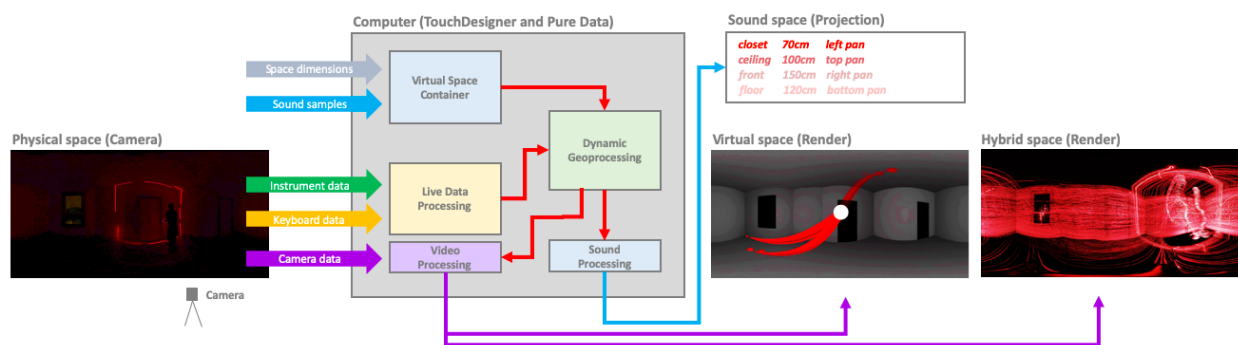 Computer (TouchDesigner and Pure Data)
Sound space (Projection)
closet 70cm left pan
ceiling 100cm top pan
front 150cm right pan
floor 120cm bottom pan
Space dimensions
Sound samples
Virtual Space
Container
Physical space (Camera)
Instrument data
Keyboard data
Camera data
Live Data
Processing
Dynamic
Geoprocessing
Video
Processing
Sound
Processing
Virtual space (Render)
Hybrid space (Render)
Camera